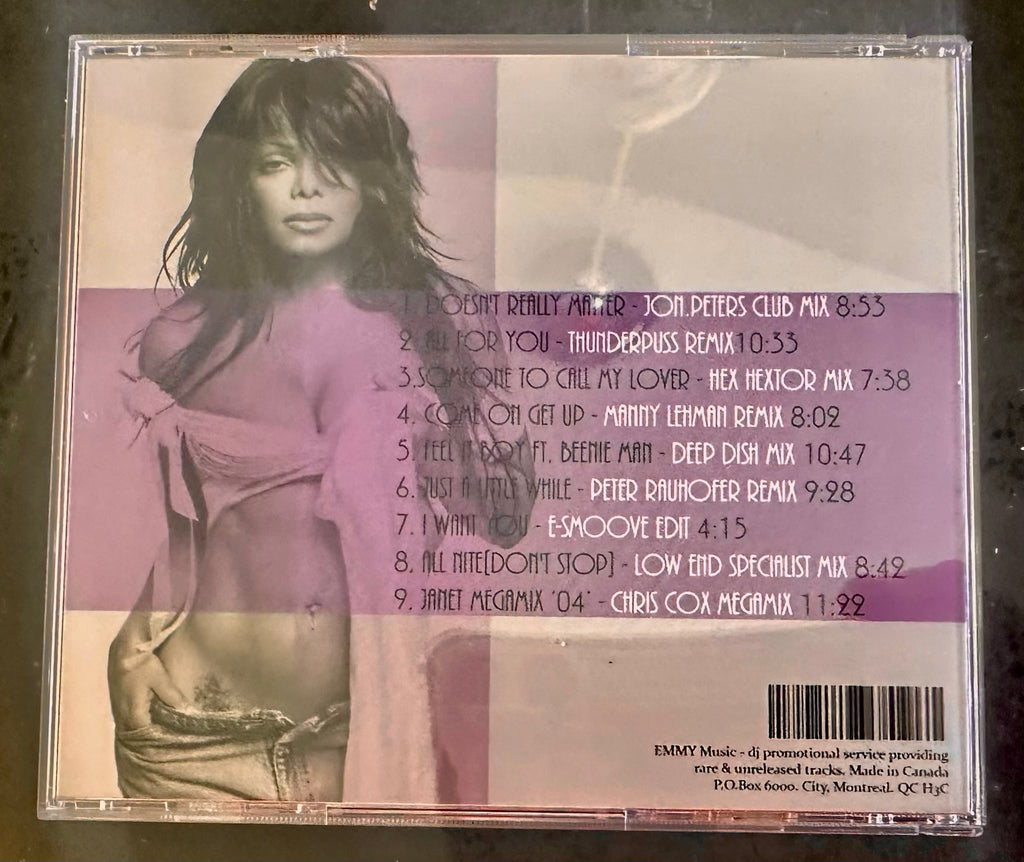 1. DOESN'T REALLY MATTER - JON.PETERS CLUB MIX 8:53
2. ALL FOR YOU - THUNDERPUSS REMIX 10:33
3.SOMEONE TO CALL MY LOVER - HEX HEXTOR MIX 7:38
4. COME ON GET UP - MANNY LEHMAN REMIX 8:02
5. FEEL IT BOY FT. BEENIE MAN - DEEP DISH MIX 10:47
6. JUST A LITTLE WHILE - PETER RAUHOFER REMIX 9:28
7. I WANT YOU - E-SMOOVE EDIT 4:15
8. ALL NITE[DON'T STOP] - LOW END SPECIALIST MIX 8:42
9. JANET MEGAMIX '04' - CHRIS COX MEGAMIX 11:22
EMMY Music - dj promotional service providing
rare & unreleased tracks. Made in Canada
P.O.Box 6000. City, Montreal. QC H3C